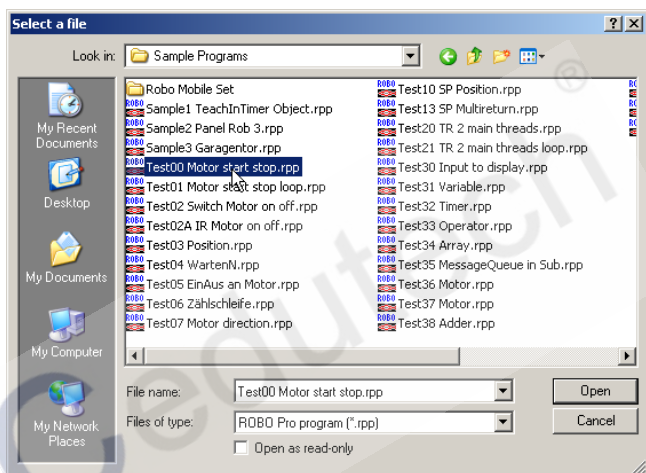 Select a file
Look in:
Sample Programs
My Recent
Documents
Desktop
My Documents
My Computer
My Network
Places
Robo Mobile Set
Sample1 TeachInTimer Object.rpp
Sample2 Panel Rob 3.rpp
Sample3 Garagentor.rpp
Test00 Motor start stop.rpp
Test01 Motor start stop loop.rpp
Test02 Switch Motor on off.rpp
Test02A IR Motor on off.rpp
Test03 Position.rpp
Test04 WartenN.rpp
Test05 EinAus an Motor.rpp
Test06 Zählschleife.rpp
Test07 Motor direction.rpp
Test10 SP Position.rpp
Test13 SP Multireturn.rpp
Test20 TR 2 main threads.rpp
Test21 TR 2 main threads loop.rpp
Test30 Input to display.rpp
Test31 Variable.rpp
Test32 Timer.rpp
Test33 Operator.rpp
Test34 Array.rpp
Test35 MessageQueue in Sub.rpp
Test36 Motor.rpp
Test37 Motor.rpp
Test38 Adder.rpp
File name:
Test00 Motor start stop.rpp
Open
Files of type:
ROBO Pro program (*.rpp)
Cancel
Open as read-only
edutech